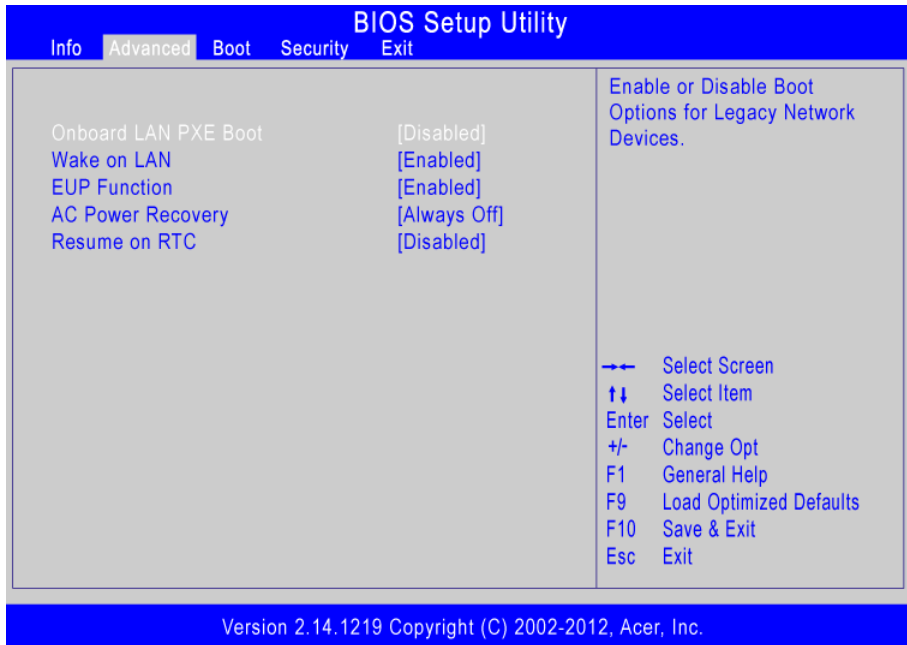 BIOS Setup Utility
Info Advanced Boot Security Exit
Onboard LAN PXE Boot [Disabled]
Wake on LAN [Enabled]
EUP Function [Enabled]
AC Power Recovery [Always Off]
Resume on RTC [Disabled]
Enable or Disable Boot
Options for Legacy Network
Devices.
→← Select Screen
↑↓ Select Item
Enter Select
+/- Change Opt
F1 General Help
F9 Load Optimized Defaults
F10 Save & Exit
Esc Exit
Version 2.14.1219 Copyright (C) 2002-2012, Acer, Inc.